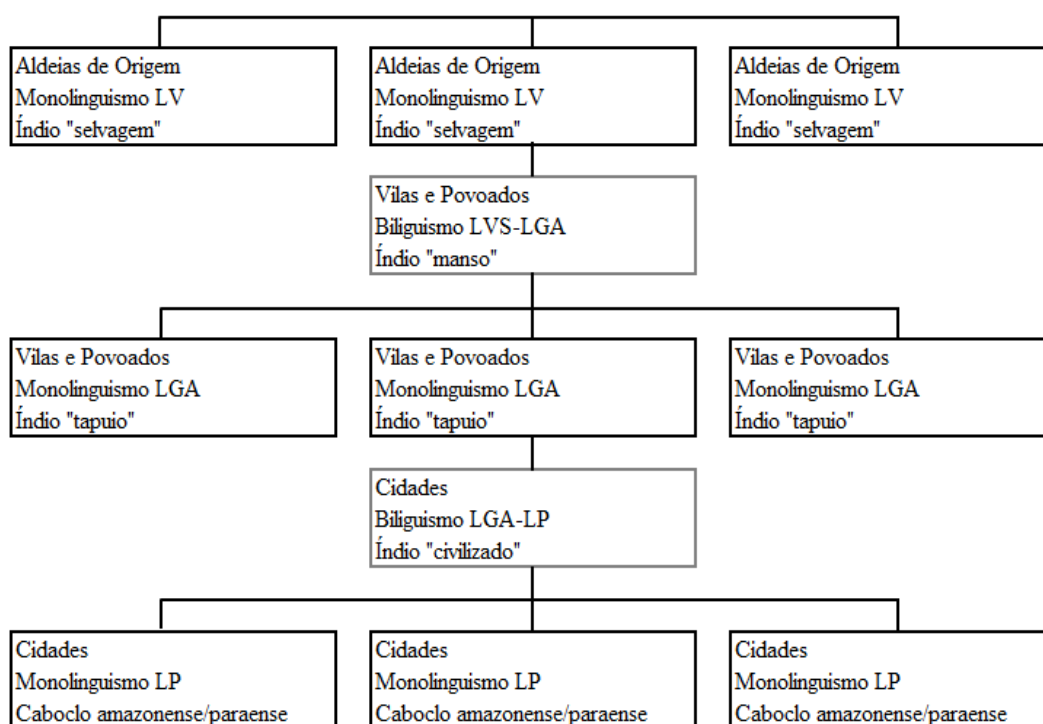 Aldeias de Origem
Monolinguismo LV
Índio "selvagem"
Aldeias de Origem
Monolinguismo LV
Índio "selvagem"
Aldeias de Origem
Monolinguismo LV
Índio "selvagem"
Vilas e Povoados
Biliguismo LVS-LGA
Índio "manso"
Vilas e Povoados
Monolinguismo LGA
Índio "tapuio"
Vilas e Povoados
Monolinguismo LGA
Índio "tapuio"
Vilas e Povoados
Monolinguismo LGA
Índio "tapuio"
Cidades
Biliguismo LGA-LP
Índio "civilizado"
Cidades
Monolinguismo LP
Caboclo amazonense/paraense
Cidades
Monolinguismo LP
Caboclo amazonense/paraense
Cidades
Monolinguismo LP
Caboclo amazonense/paraense